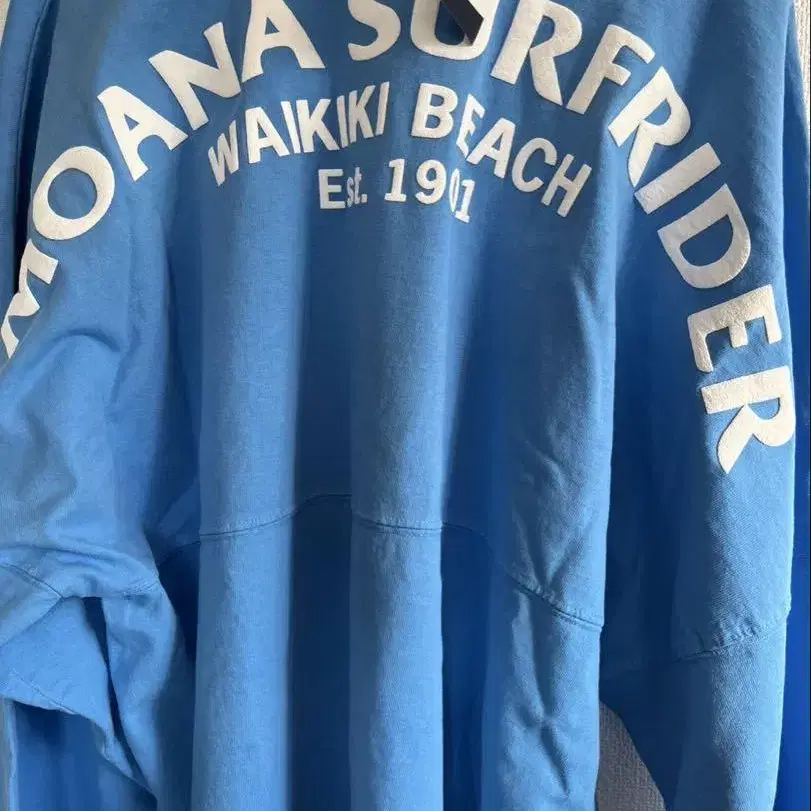 MOANA SURFRIDER
WAIKIKI BEACH
Est. 1901